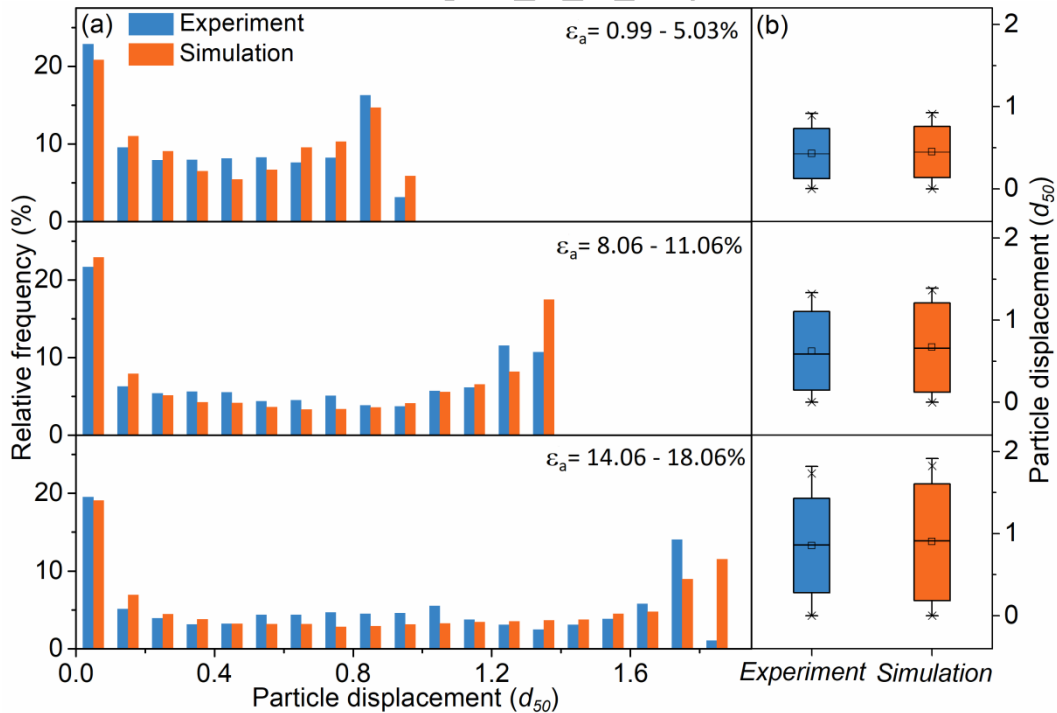 (a)
Experiment
Simulation
εa= 0.99 - 5.03%
(b)
2
1
0
20
10
0
εa= 8.06 - 11.06%
2
1
0
20
10
0
εa= 14.06 - 18.06%
2
1
0
20
10
0
0.0 0.4 0.8 1.2 1.6
Relative frequency (%)
Particle displacement (d50)
Experiment Simulation
Particle displacement (d50)